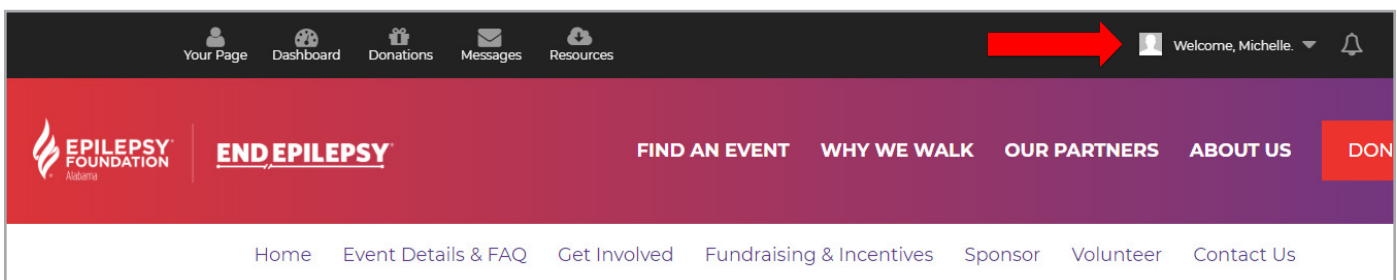 Your Page Dashboard Donations Messages Resources Welcome, Michelle.
EPILEPSY FOUNDATION Alabama
END EPILEPSY
FIND AN EVENT WHY WE WALK OUR PARTNERS ABOUT US DON
Home Event Details & FAQ Get Involved Fundraising & Incentives Sponsor Volunteer Contact Us